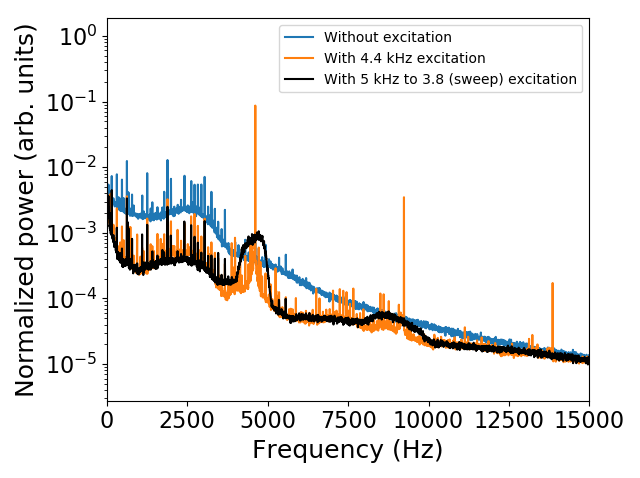 Normalized power (arb. units)
10⁰
10⁻¹
10⁻²
10⁻³
10⁻⁴
10⁻⁵
Without excitation
With 4.4 kHz excitation
With 5 kHz to 3.8 (sweep) excitation
0 2500 5000 7500 10000 12500 15000
Frequency (Hz)